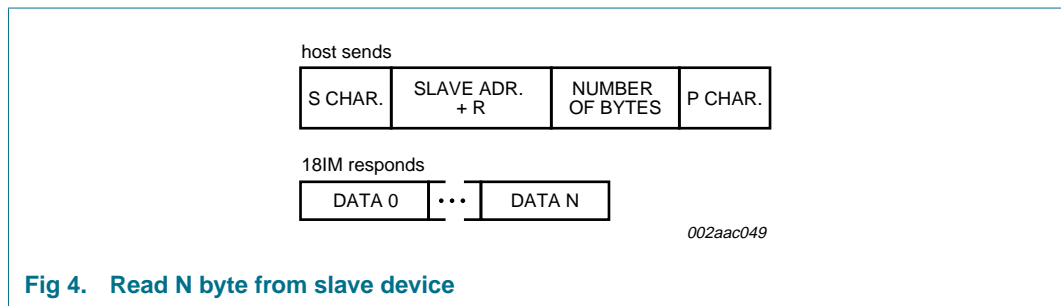 host sends
S CHAR.
SLAVE ADR.
+ R
NUMBER
OF BYTES
P CHAR.
18IM responds
DATA 0
•••
DATA N
002aac049
Fig 4. Read N byte from slave device